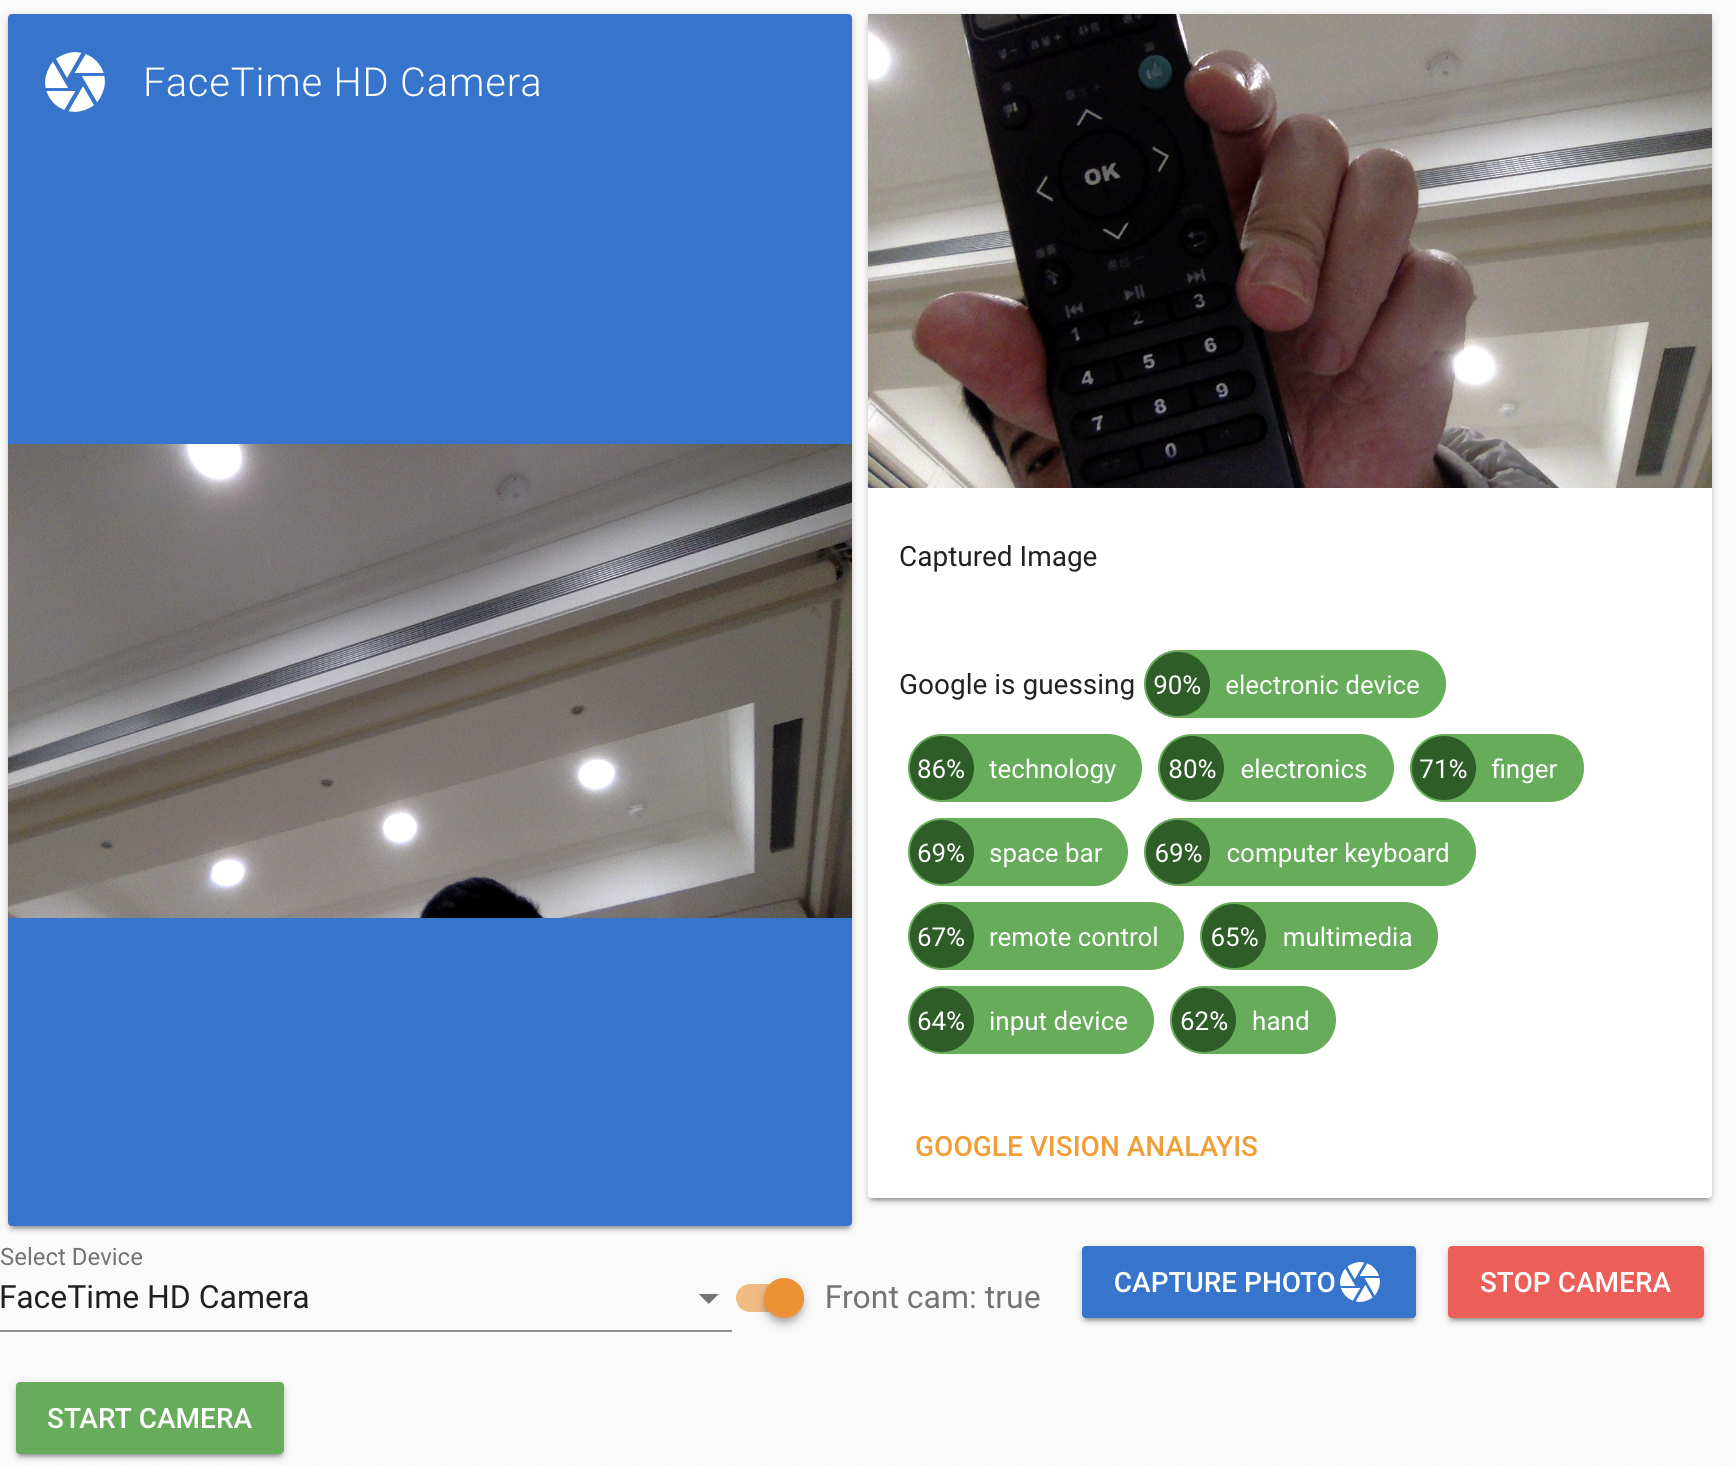 FaceTime HD Camera
OK
1 2 3
4 5 6
7 8 9
0
Captured Image
Google is guessing 90% electronic device
86% technology 80% electronics 71% finger
69% space bar 69% computer keyboard
67% remote control 65% multimedia
64% input device 62% hand
GOOGLE VISION ANALAYIS
Select Device
FaceTime HD Camera
Front cam: true
CAPTURE PHOTO
STOP CAMERA
START CAMERA